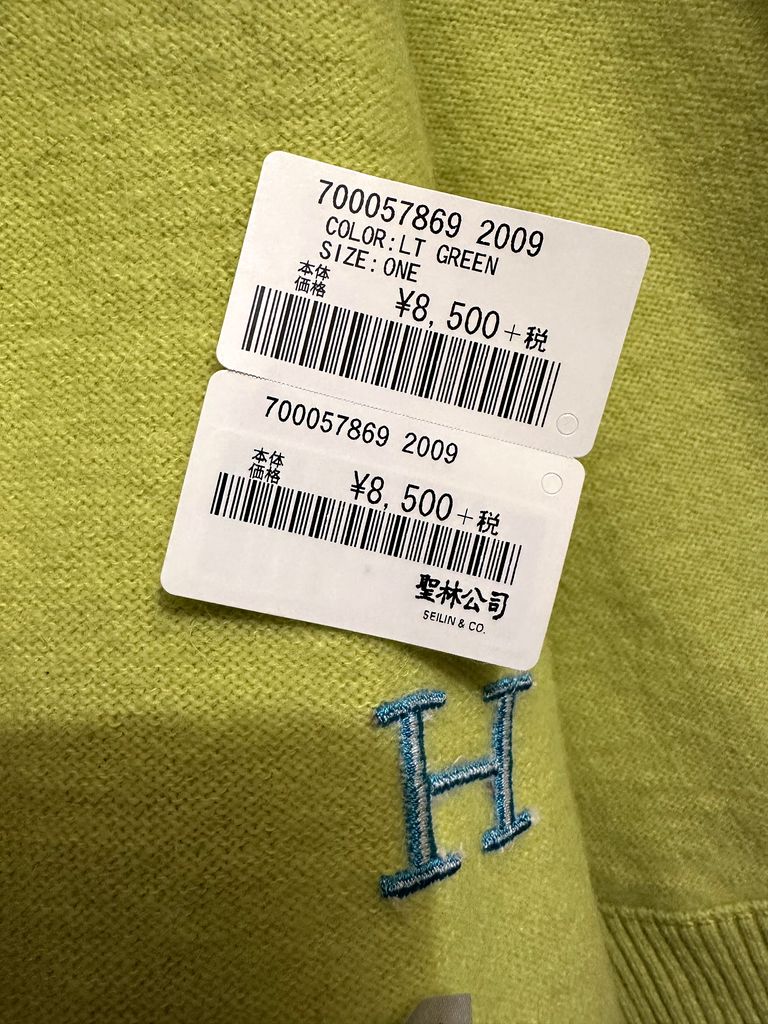 700057869 2009
COLOR:LT GREEN
SIZE:ONE
本体
価格
¥8,500+税
700057869 2009
本体
価格
¥8,500+税
聖林公司
SEILIN & CO.
H